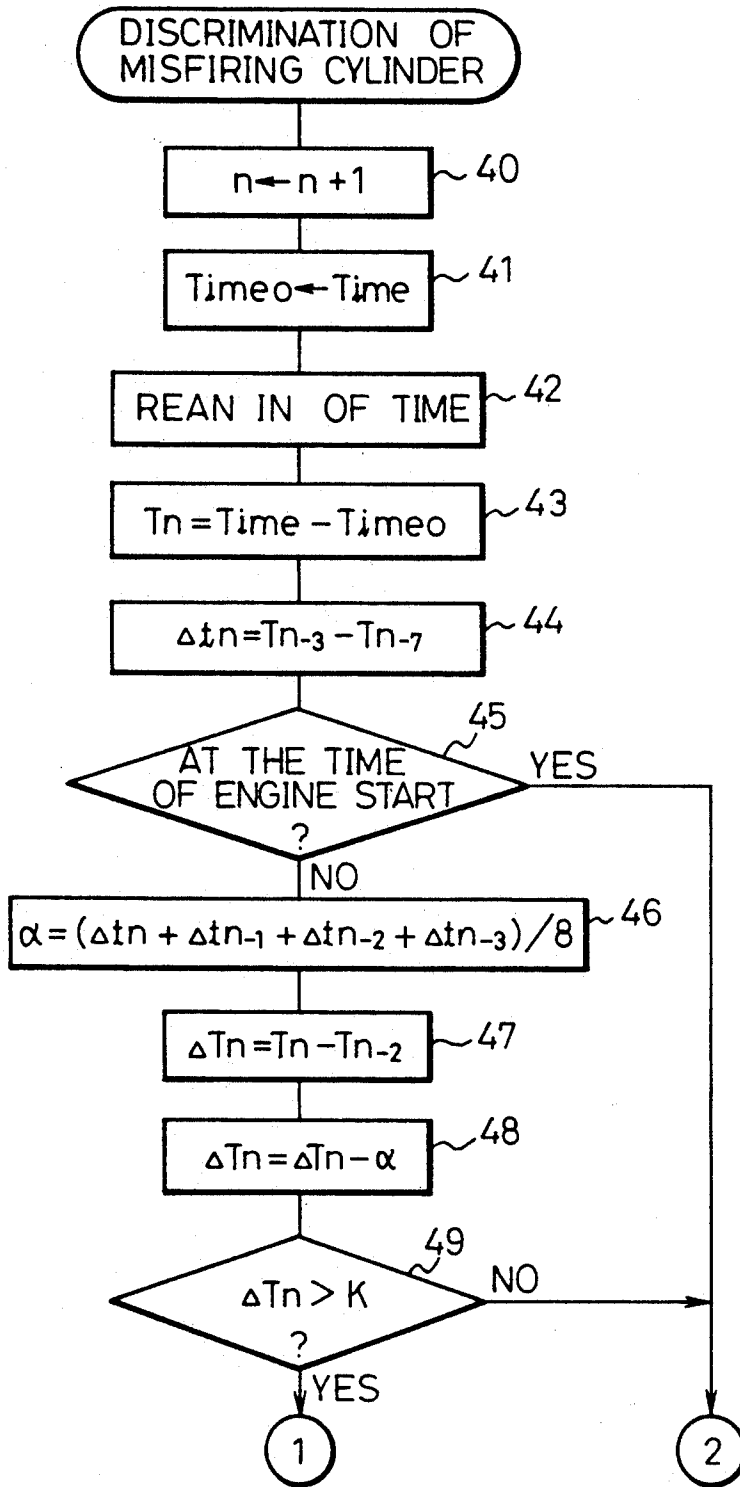 DISCRIMINATION OF
MISFIRING CYLINDER
n←n+1
40
Timeo←Time
41
REAN IN OF TIME
42
Tn=Time-Timeo
43
Δtn=Tn-3-Tn-7
44
45
AT THE TIME
OF ENGINE START
?
YES
NO
α=(Δtn+Δtn-1+Δtn-2+Δtn-3)/8
46
ΔTn=Tn-Tn-2
47
ΔTn=ΔTn-α
48
49
ΔTn>K
?
NO
YES
1
2